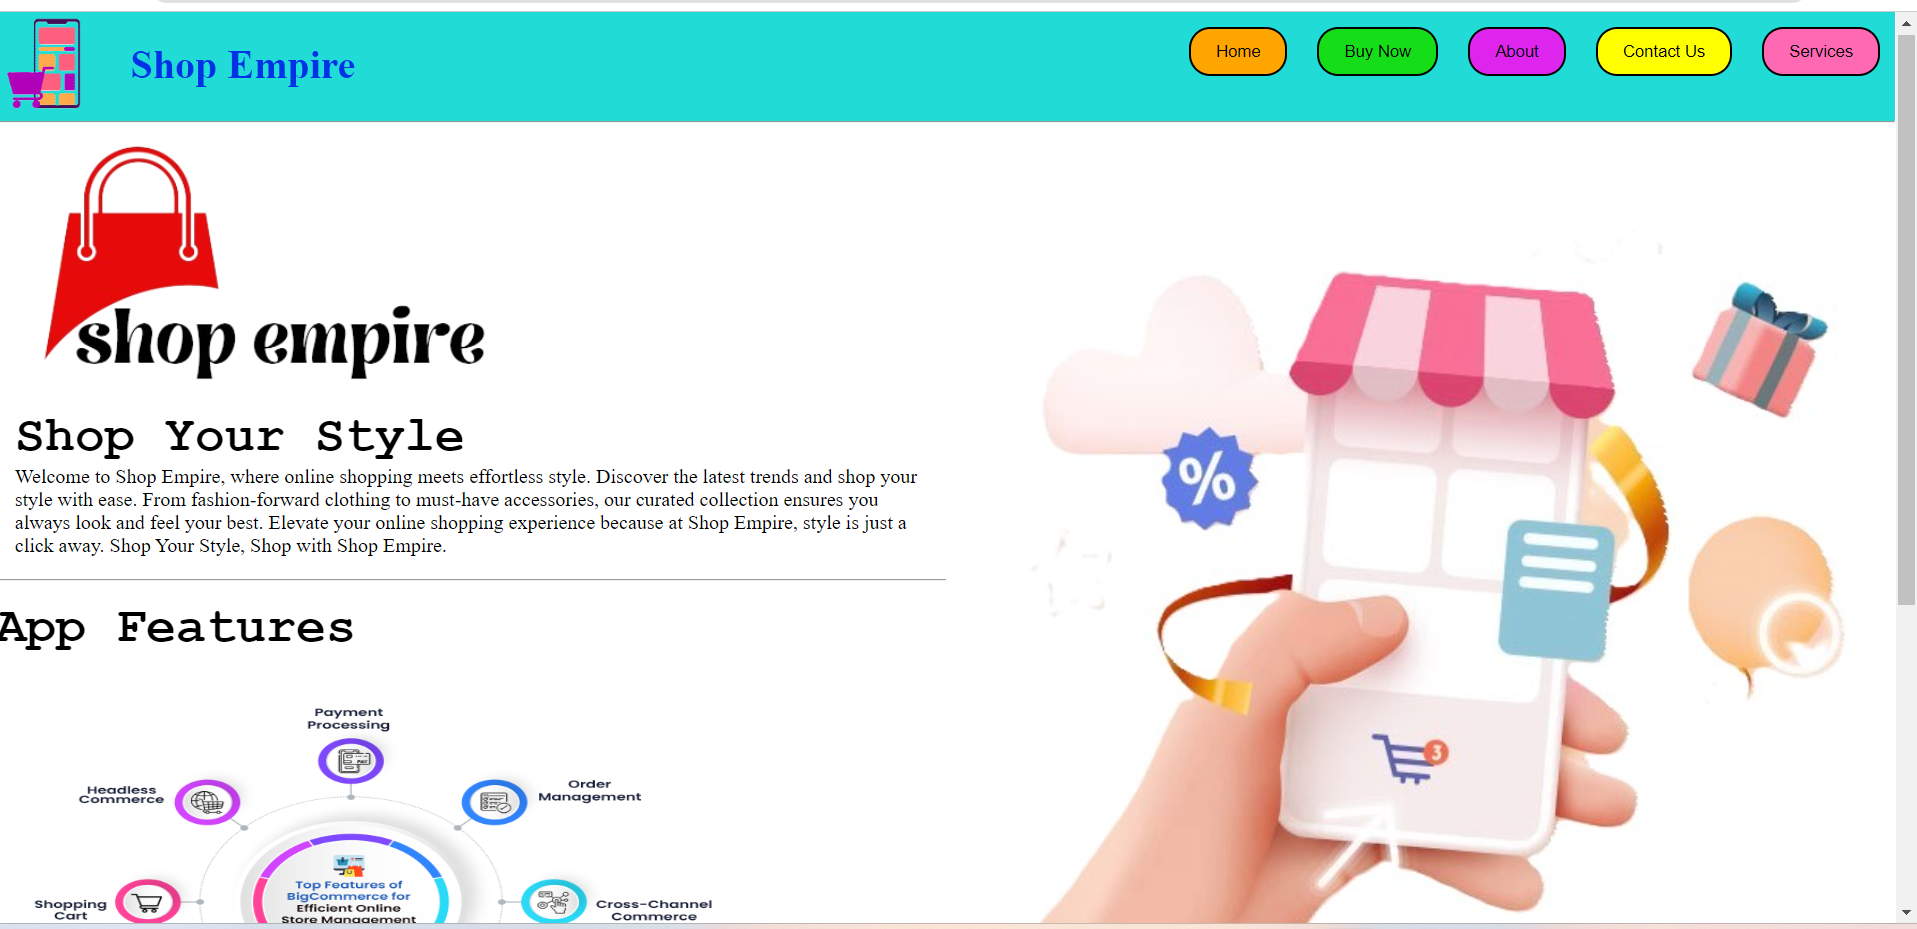 Shop Empire
Home
Buy Now
About
Contact Us
Services
shop empire
Shop Your Style
Welcome to Shop Empire, where online shopping meets effortless style. Discover the latest trends and shop your
style with ease. From fashion-forward clothing to must-have accessories, our curated collection ensures you
always look and feel your best. Elevate your online shopping experience because at Shop Empire, style is just a
click away. Shop Your Style, Shop with Shop Empire.
%
3
App Features
Payment
Processing
Headless
Commerce
Order
Management
Shopping
Cart
Top Features of
BigCommerce for
Efficient Online
Store Management
Cross-Channel
Commerce